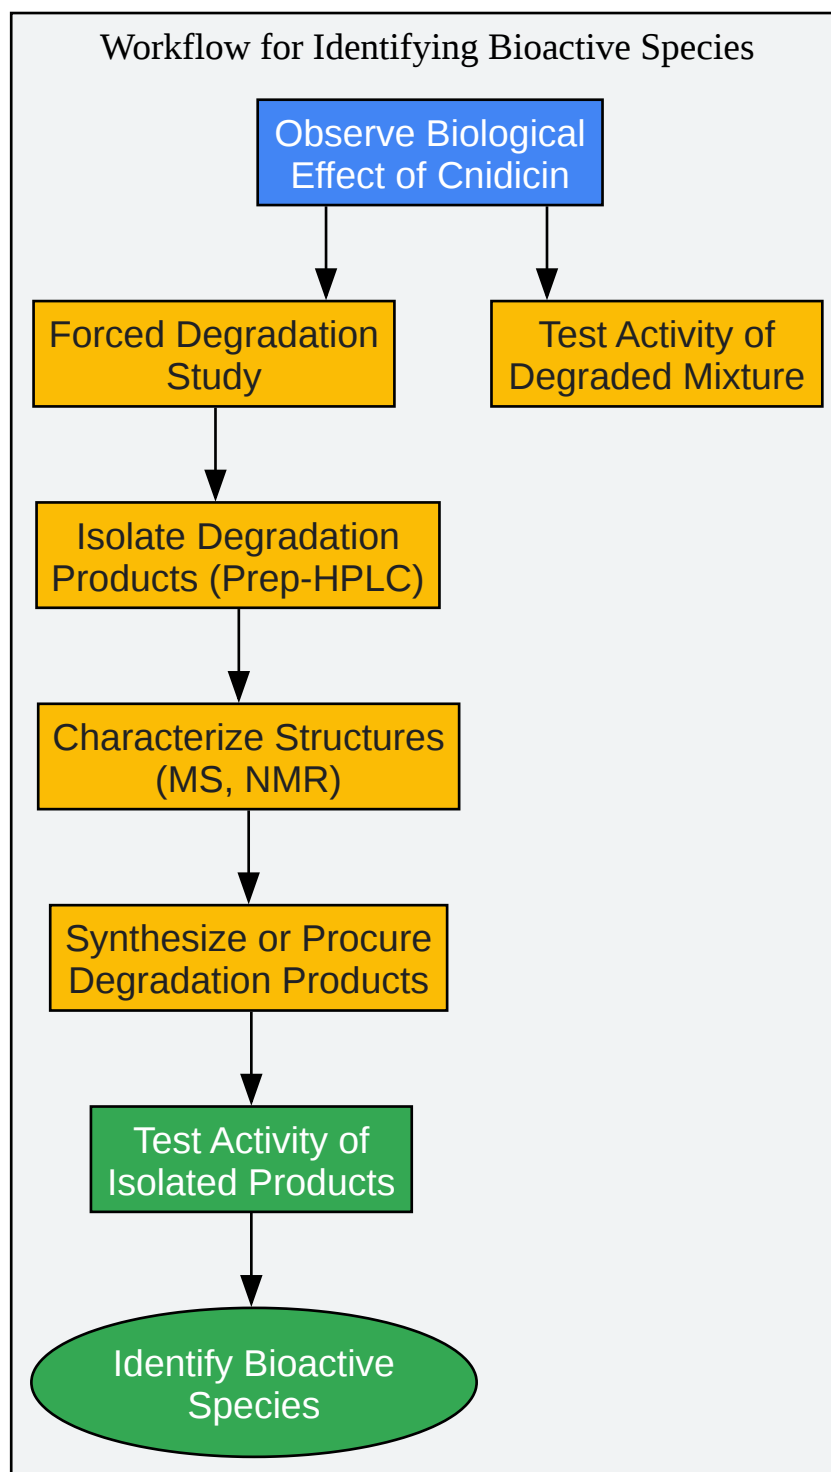 Workflow for Identifying Bioactive Species
Observe Biological
Effect of Cnidicin
Forced Degradation
Study
Test Activity of
Degraded Mixture
Isolate Degradation
Products (Prep-HPLC)
Characterize Structures
(MS, NMR)
Synthesize or Procure
Degradation Products
Test Activity of
Isolated Products
Identify Bioactive
Species